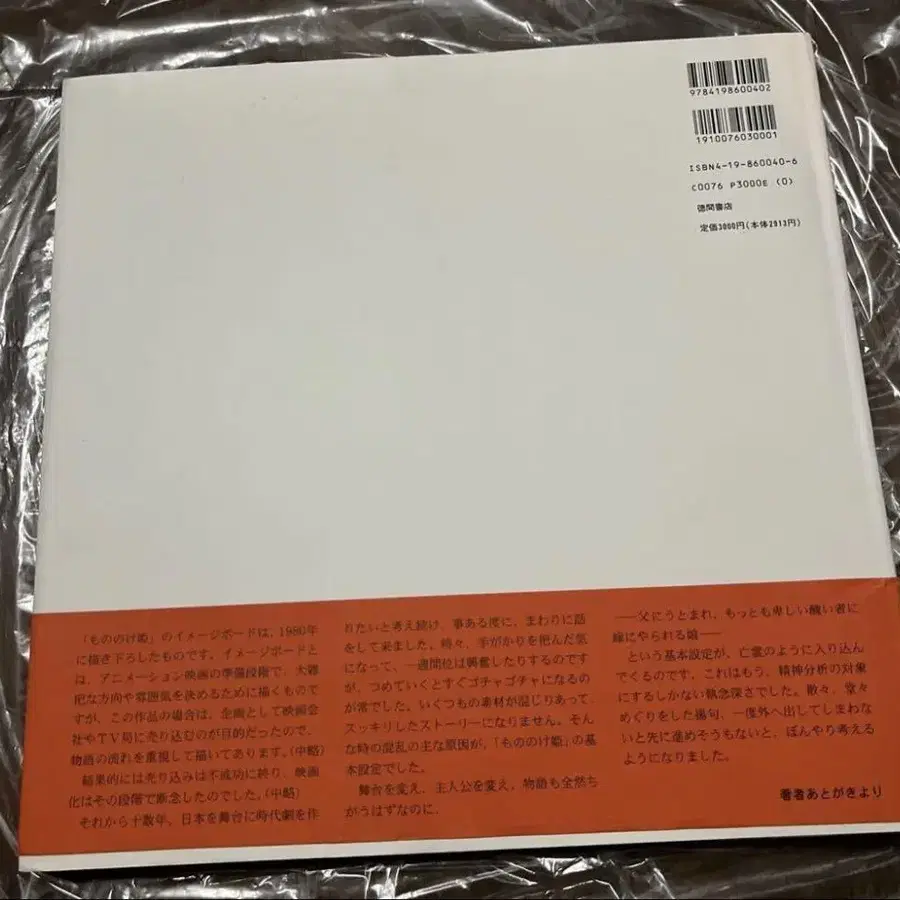 9784198600402
1910076030001
ISBN4-19-860040-6
C0076 P3000E (0)
徳間書店
定価3000円(本体2913円)
「もののけ姫」のイメージボードは、1980年
に描き下ろしたものです。イメージボードと
は、アニメーション映画の準備段階で、大雑
把な方向や雰囲気を決めるために描くもので
すが、この作品の場合は、企画として映画会
社やTV局に売り込むのが目的だったので、
物語の流れを重視して描いてあります。(中略)
結果的には売り込みは不成功に終り、映画
化はその段階で断念したのでした。(中略)
それから十数年、日本を舞台に時代劇を作
りたいと考え続け、事ある度に、まわりに話
をして来ました。時々、手がかりを把んだ気
になって、一週間位は興奮したりするのです
が、つめていくとすぐゴチャゴチャになるの
が常でした。いくつもの素材が混じりあって、
スッキリしたストーリーになりません。そん
な時の混乱の主な原因が、「もののけ姫」の基
本設定でした。
舞台を変え、主人公を変え、物語も全然ち
がうはずなのに、
──父にうとまれ、もっとも卑しい醜い者に
嫁にやられる娘──
という基本設定が、亡霊のように入り込ん
でくるのです。これはもう、精神分析の対象
にするしかない執念深さでした。散々、堂々
めぐりをした揚句、一度外へ出してしまわな
いと先に進めそうもないと、ぼんやり考える
ようになりました。
著者あとがきより